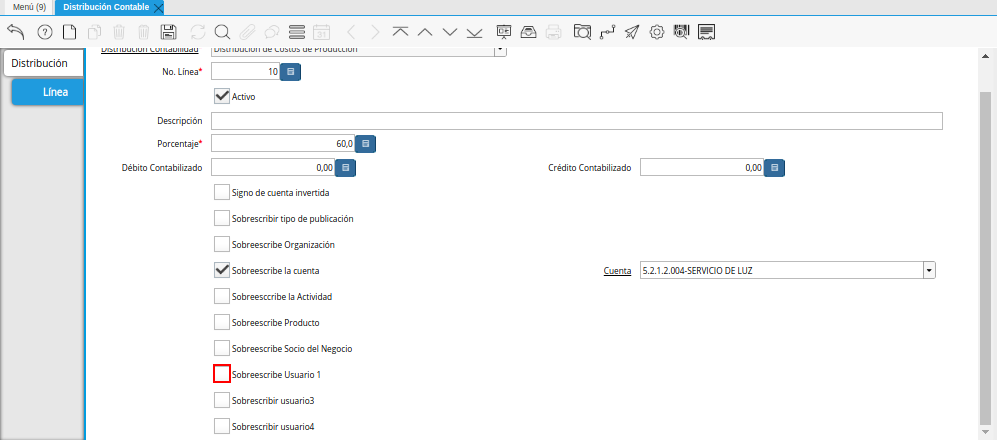 Menú (9) Distribución Contable
Distribución Contabilidad Distribución de Costos de Producción
Distribución
No. Línea* 10
Línea
Activo
Descripción
Porcentaje* 60,0
Débito Contabilizado 0,00 Crédito Contabilizado 0,00
Signo de cuenta invertida
Sobrescribir tipo de publicación
Sobreescribe Organización
Sobreescribe la cuenta Cuenta 5.2.1.2.004-SERVICIO DE LUZ
Sobreesccribe la Actividad
Sobreescribe Producto
Sobreescribe Socio del Negocio
Sobreescribe Usuario 1
Sobrescribir usuario3
Sobrescribir usuario4